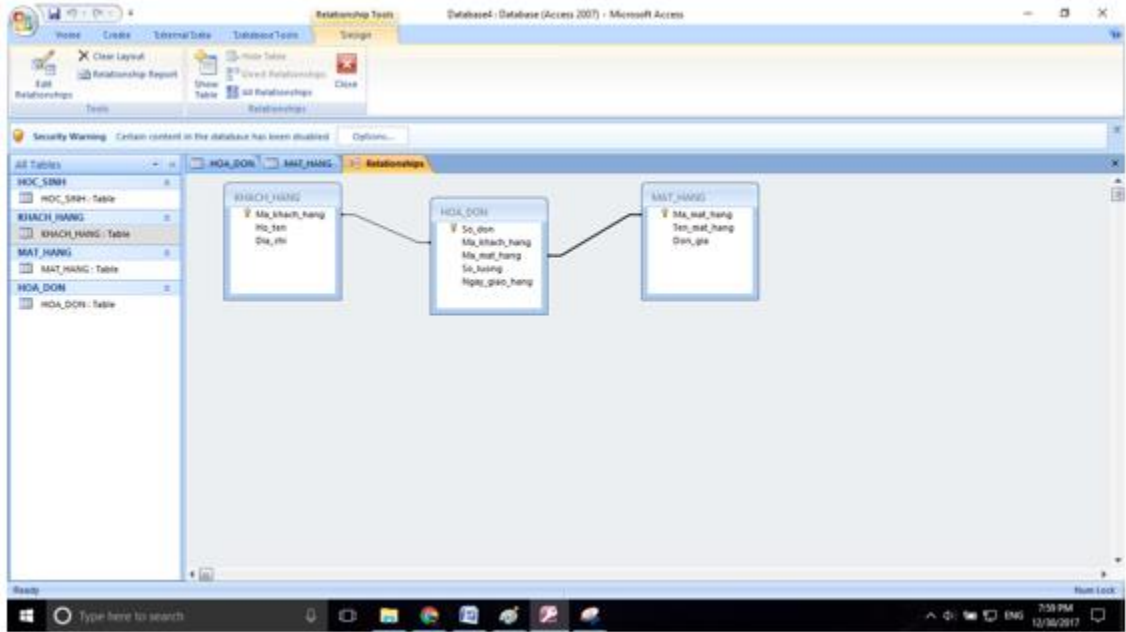 Relationship Tools
Database4 : Database (Access 2007) - Microsoft Access
Home Create External Data Database Tools Design
Clear Layout
Relationship Report
Edit Relationships
Tools
Show Table
Hide Table
Direct Relationships
All Relationships
Close
Relationships
Security Warning Certain content in the database has been disabled Options...
All Tables
HOC_SINH
HOC_SINH : Table
KHACH_HANG
KHACH_HANG : Table
MAT_HANG
MAT_HANG : Table
HOA_DON
HOA_DON : Table
HOA_DON MAT_HANG Relationships
KHACH_HANG
Ma_khach_hang
Ho_ten
Dia_chi
HOA_DON
So_don
Ma_khach_hang
Ma_mat_hang
So_luong
Ngay_giao_hang
MAT_HANG
Ma_mat_hang
Ten_mat_hang
Don_gia
Ready
Num Lock
Type here to search
ENG
7:59 PM
12/30/2017